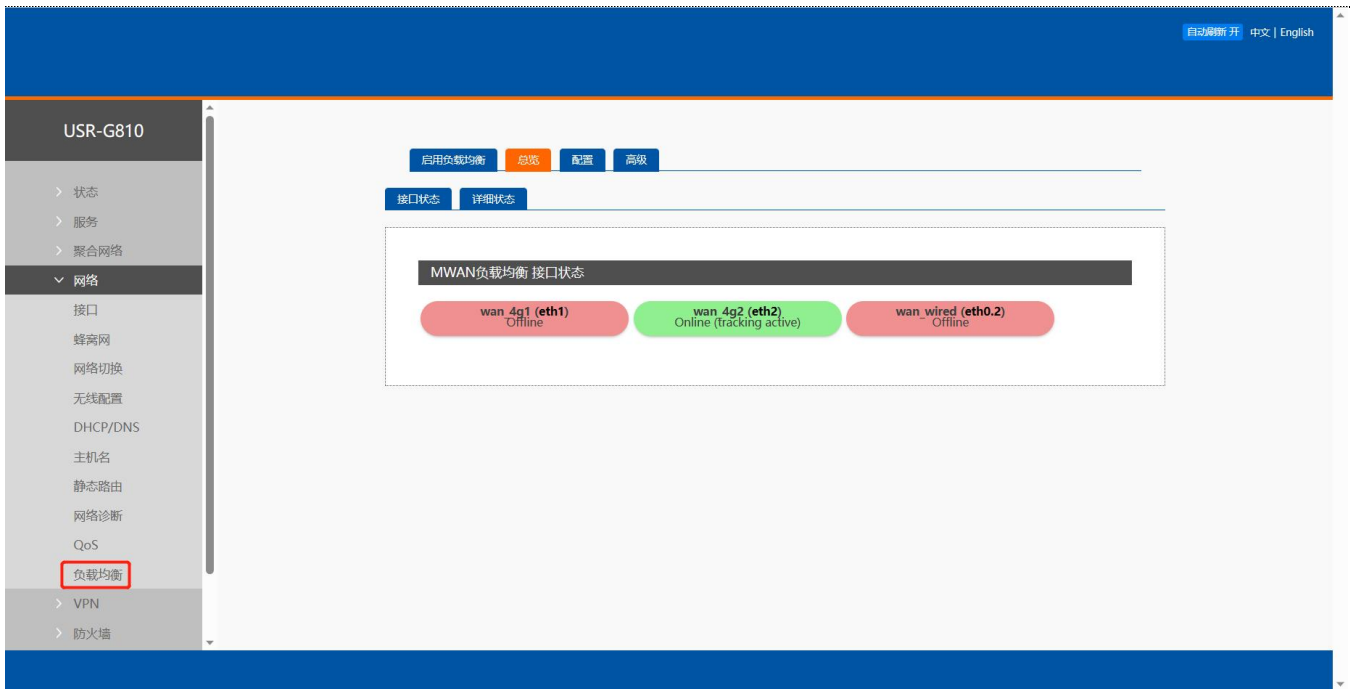 自动刷新 开 中文 | English
USR-G810
状态
服务
聚合网络
网络
接口
蜂窝网
网络切换
无线配置
DHCP/DNS
主机名
静态路由
网络诊断
QoS
负载均衡
VPN
防火墙
启用负载均衡 总览 配置 高级
接口状态 详细状态
MWAN负载均衡 接口状态
wan_4g1 (eth1)
Offline
wan_4g2 (eth2)
Online (tracking active)
wan_wired (eth0.2)
Offline